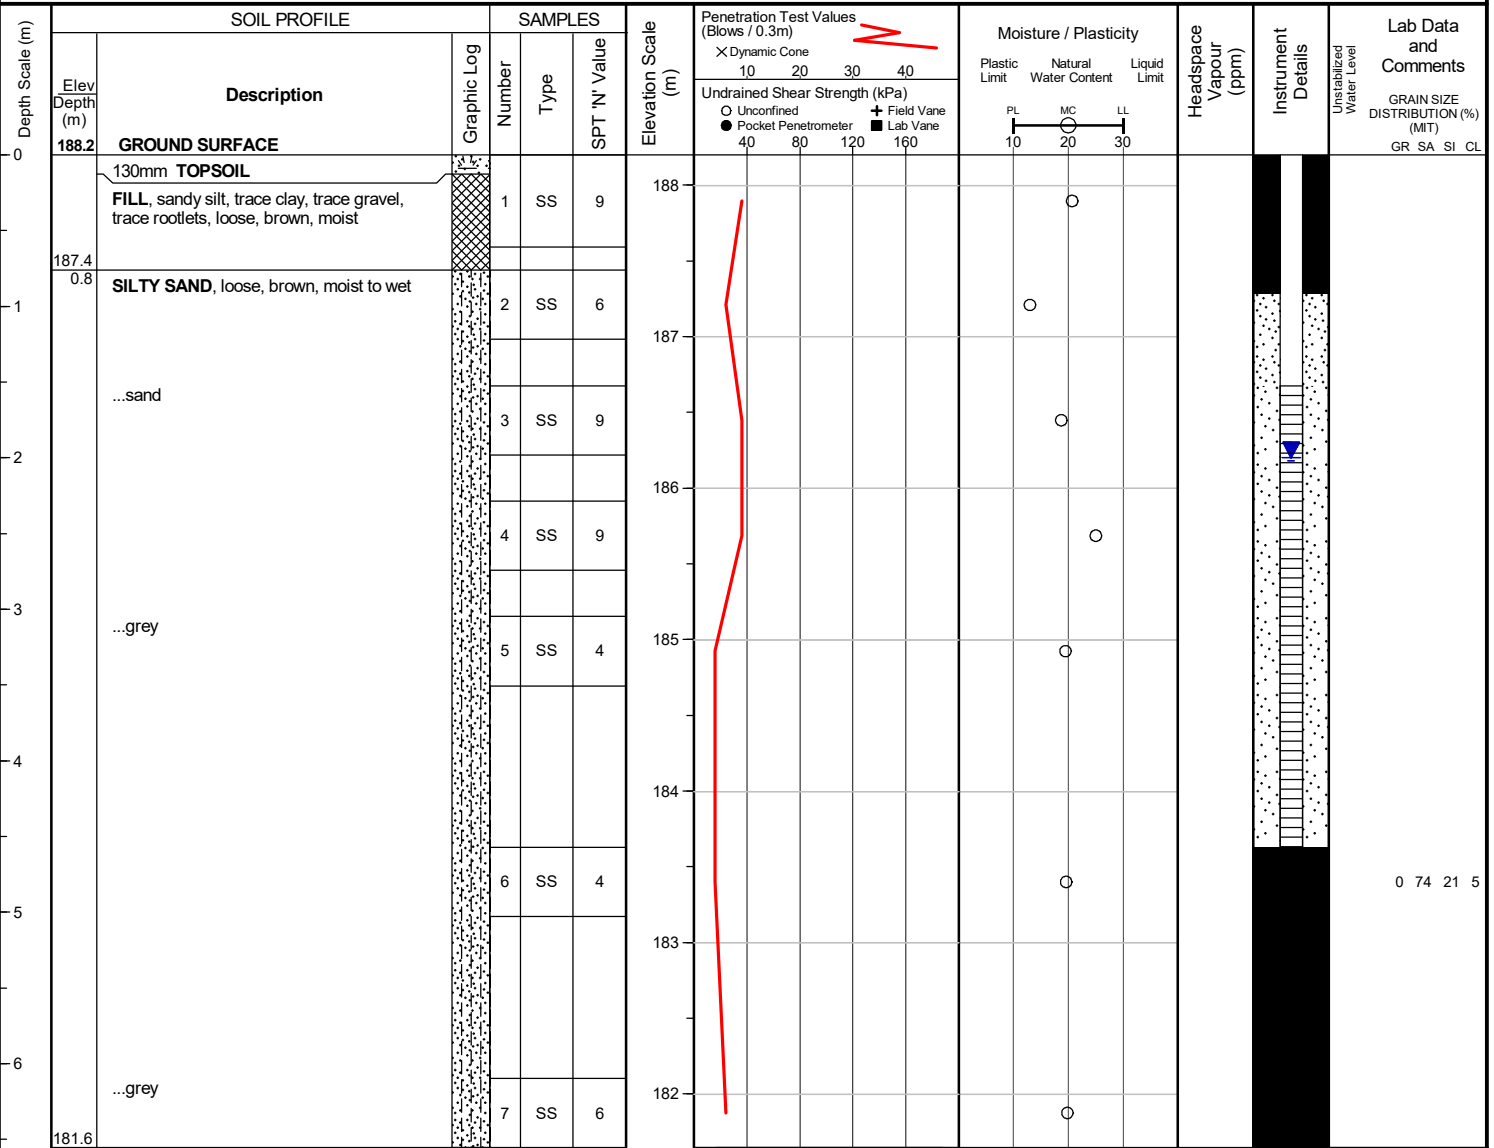 SOIL PROFILE
SAMPLES
Depth Scale (m)
Elev
Depth
(m)
188.2
Description
GROUND SURFACE
Graphic Log
Number
Type
SPT 'N' Value
Elevation Scale
(m)
Penetration Test Values
(Blows / 0.3m)
Dynamic Cone
10 20 30 40
Undrained Shear Strength (kPa)
Unconfined Field Vane
Pocket Penetrometer Lab Vane
40 80 120 160
Moisture / Plasticity
Plastic Natural Liquid
Limit Water Content Limit
PL MC LL
10 20 30
Headspace
Vapour
(ppm)
Instrument
Details
Unstabilized
Water Level
Lab Data
and
Comments
GRAIN SIZE
DISTRIBUTION (%)
(MIT)
GR SA SI CL
0
130mm TOPSOIL
188
FILL, sandy silt, trace clay, trace gravel,
1 SS 9
trace rootlets, loose, brown, moist
187.4
0.8
SILTY SAND, loose, brown, moist to wet
1
2 SS 6
187
...sand
3 SS 9
2
186
4 SS 9
3
...grey
185
5 SS 4
4
184
6 SS 4
0 74 21 5
5
183
6
...grey
182
7 SS 6
181.6